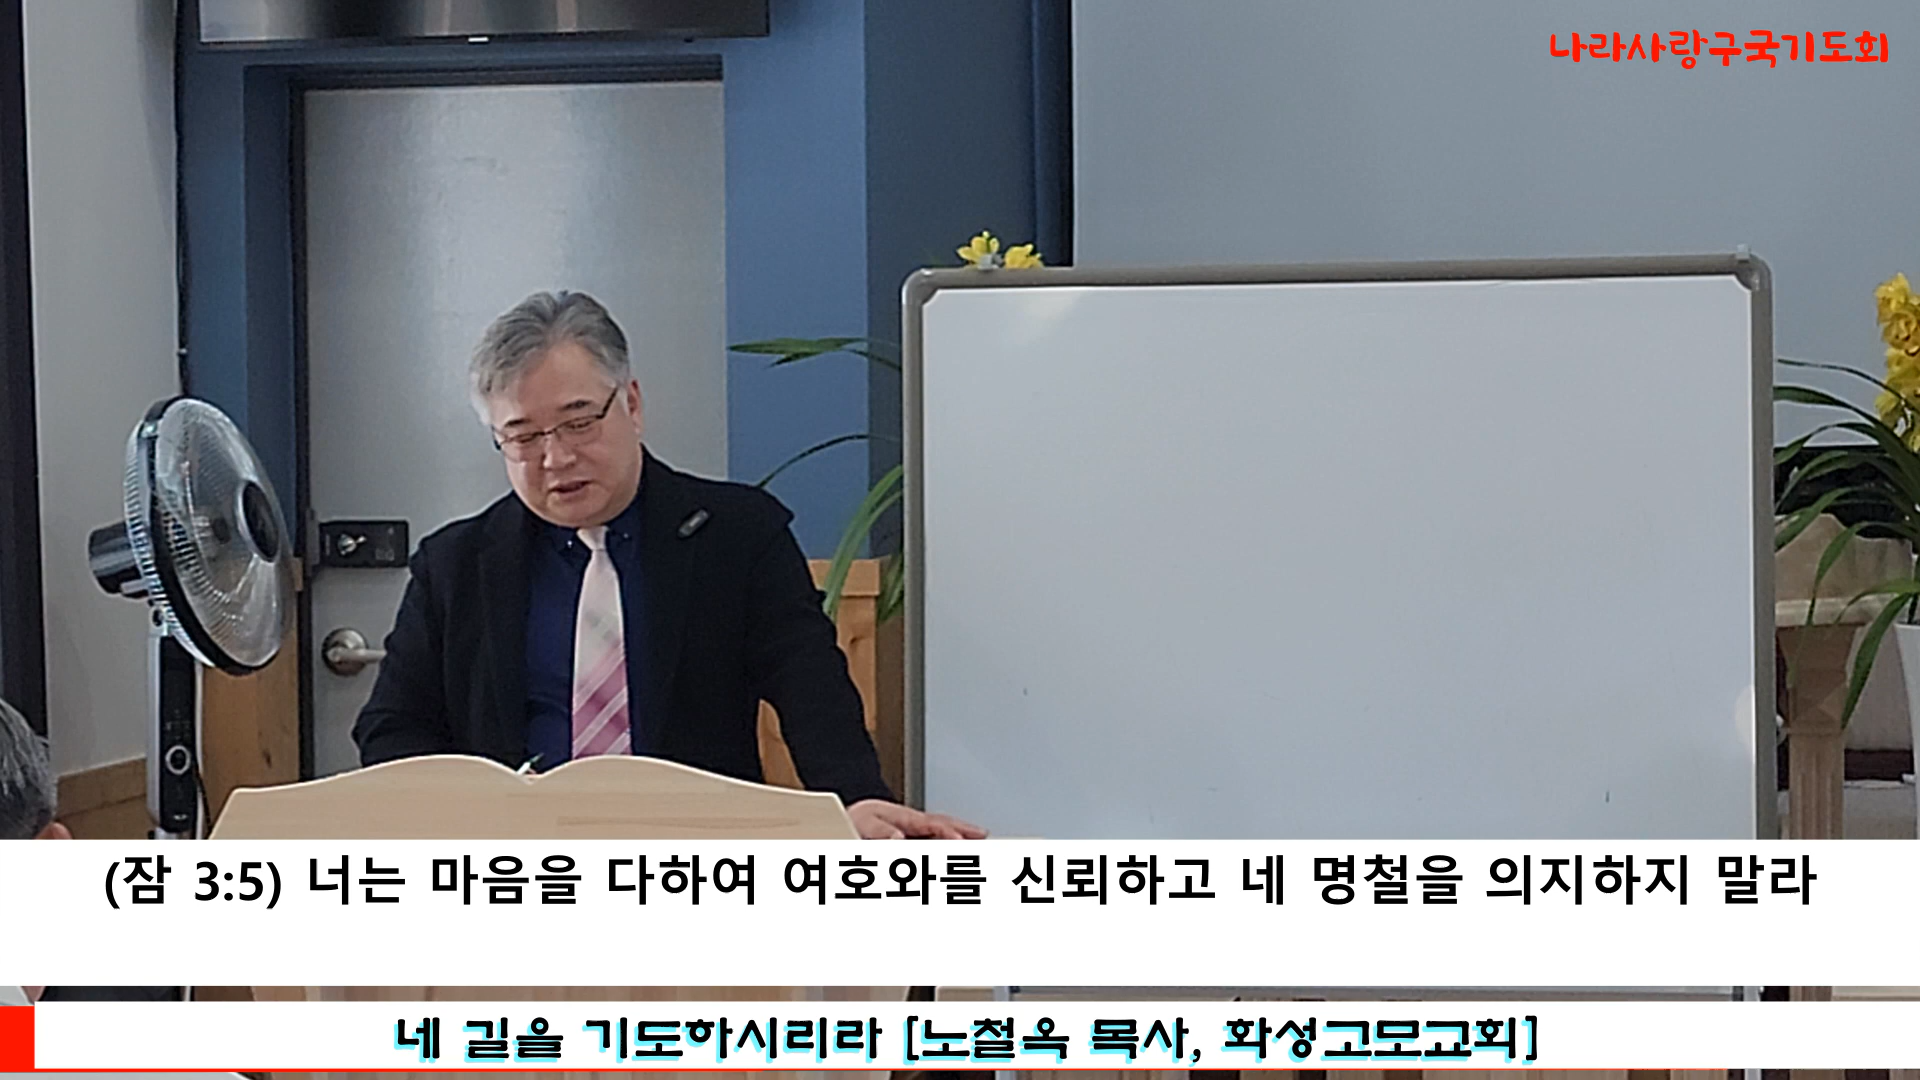 나라사랑구국기도회
(잠 3:5) 너는 마음을 다하여 여호와를 신뢰하고 네 명철을 의지하지 말라
네 길을 기도하시리라 [노철옥 목사, 화성고모교회]